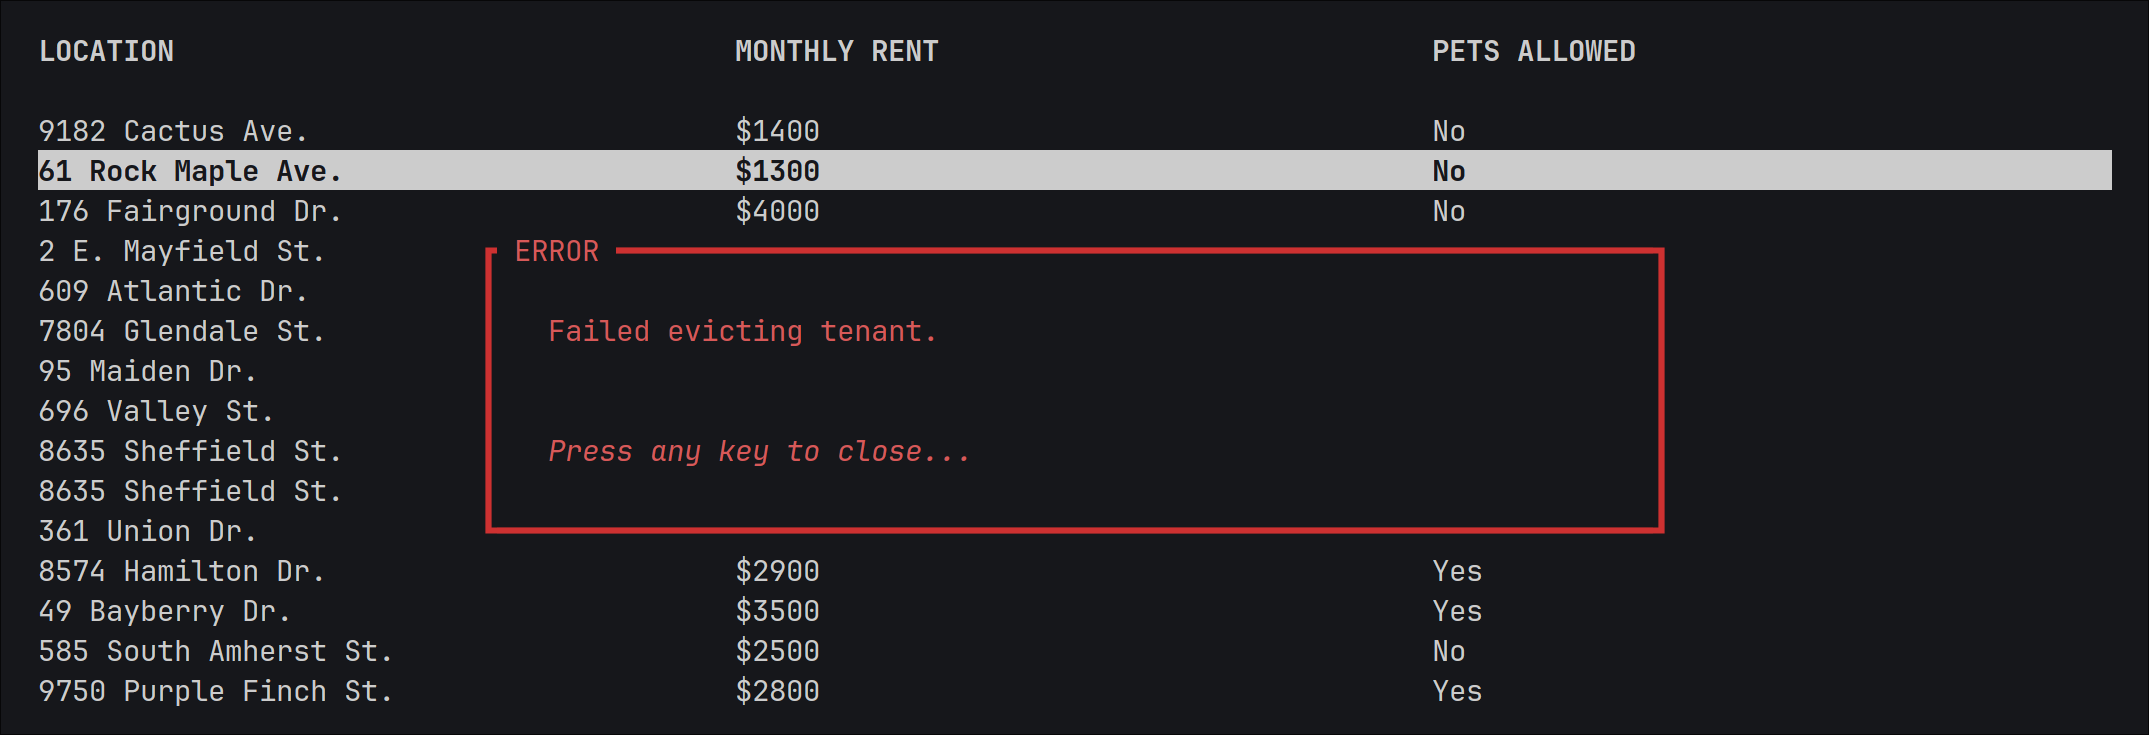 LOCATION MONTHLY RENT PETS ALLOWED
9182 Cactus Ave. $1400 No
61 Rock Maple Ave. $1300 No
176 Fairground Dr. $4000 No
2 E. Mayfield St. ERROR
609 Atlantic Dr.
7804 Glendale St. Failed evicting tenant.
95 Maiden Dr.
696 Valley St.
8635 Sheffield St. Press any key to close...
8635 Sheffield St.
361 Union Dr.
8574 Hamilton Dr. $2900 Yes
49 Bayberry Dr. $3500 Yes
585 South Amherst St. $2500 No
9750 Purple Finch St. $2800 Yes